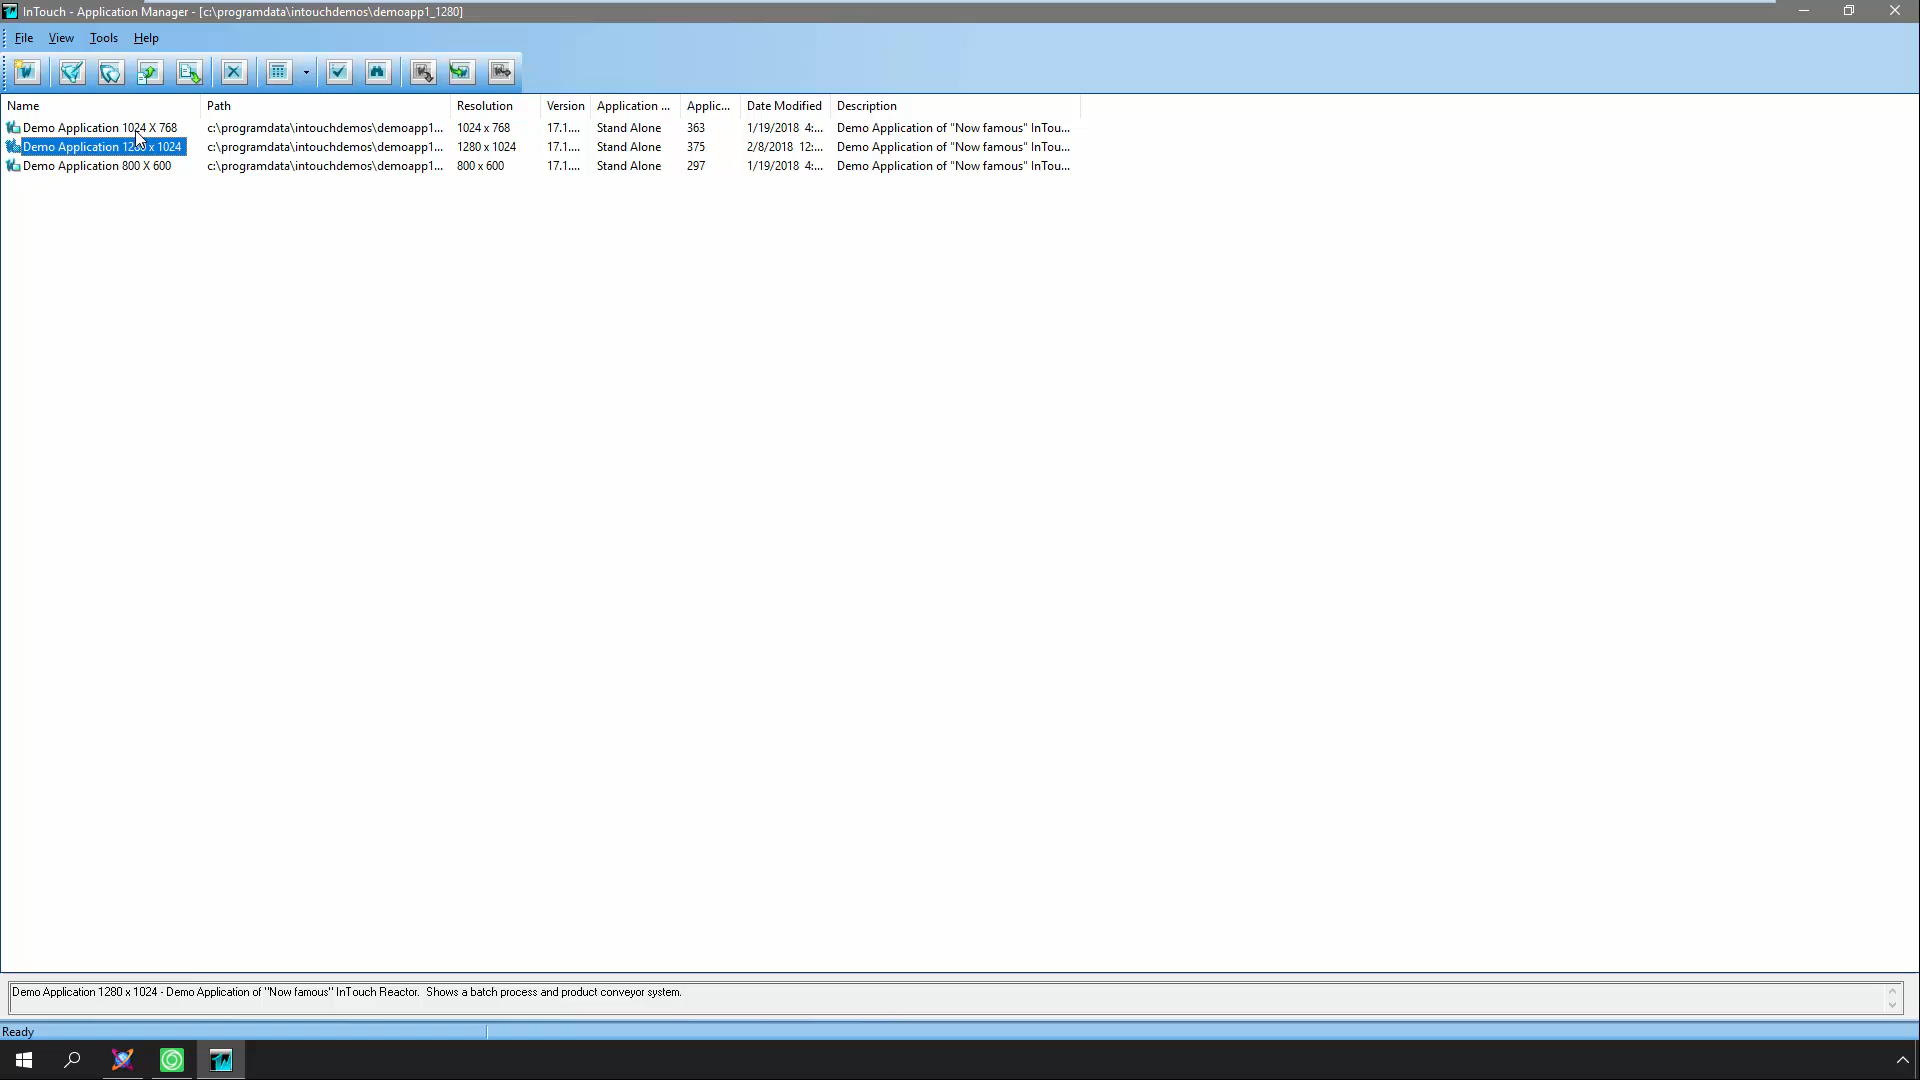 InTouch - Application Manager - [c:\programdata\intouchdemos\demoapp1_1280]
File View Tools Help
Name Path Resolution Version Application ... Applic... Date Modified Description
Demo Application 1024 X 768 c:\programdata\intouchdemos\demoapp1... 1024 x 768 17.1.... Stand Alone 363 1/19/2018 4:... Demo Application of "Now famous" InTou...
Demo Application 1280 x 1024 c:\programdata\intouchdemos\demoapp1... 1280 x 1024 17.1.... Stand Alone 375 2/8/2018 12:... Demo Application of "Now famous" InTou...
Demo Application 800 X 600 c:\programdata\intouchdemos\demoapp1... 800 x 600 17.1.... Stand Alone 297 1/19/2018 4:... Demo Application of "Now famous" InTou...
Demo Application 1280 x 1024 - Demo Application of "Now famous" InTouch Reactor. Shows a batch process and product conveyor system.
Ready